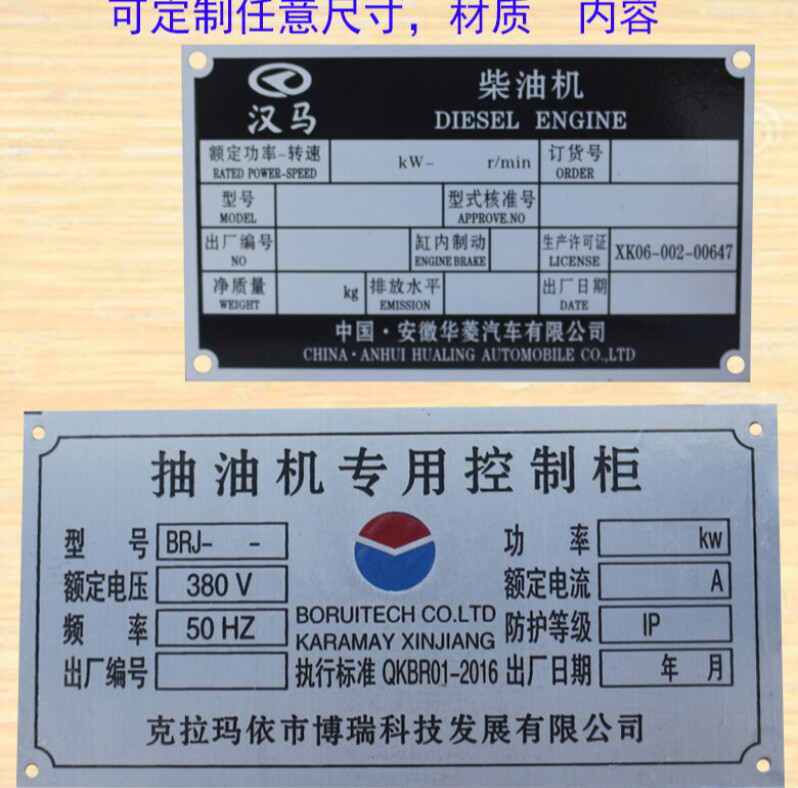 可定制任意尺寸，材质 内容
汉马
柴油机
DIESEL ENGINE
额定功率-转速 kW- r/min 订货号
RATED POWER-SPEED ORDER
型号 型式核准号
MODEL APPROVE.NO
出厂编号 缸内制动 生产许可证 XK06-002-00647
NO ENGINE BRAKE LICENSE
净质量 kg 排放水平 出厂日期
WEIGHT EMISSION DATE
中国·安徽华菱汽车有限公司
CHINA·ANHUI HUALING AUTOMOBILE CO.,LTD
抽油机专用控制柜
型号 BRJ- - 功率 kw
额定电压 380 V 额定电流 A
频率 50 HZ BORUITECH CO.LTD 防护等级 IP
KARAMAY XINJIANG
出厂编号 执行标准 QKBR01-2016 出厂日期 年 月
克拉玛依市博瑞科技发展有限公司